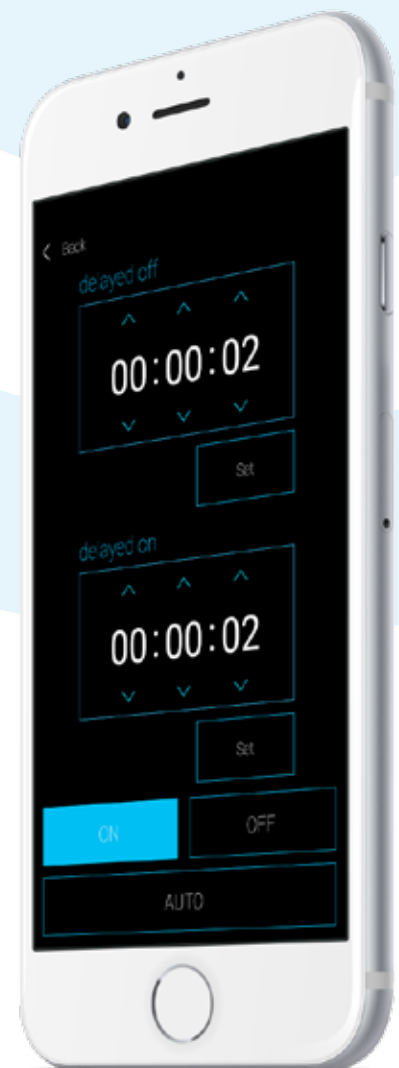 Back
delayed off
00:00:02
Set
delayed on
00:00:02
Set
ON OFF
AUTO